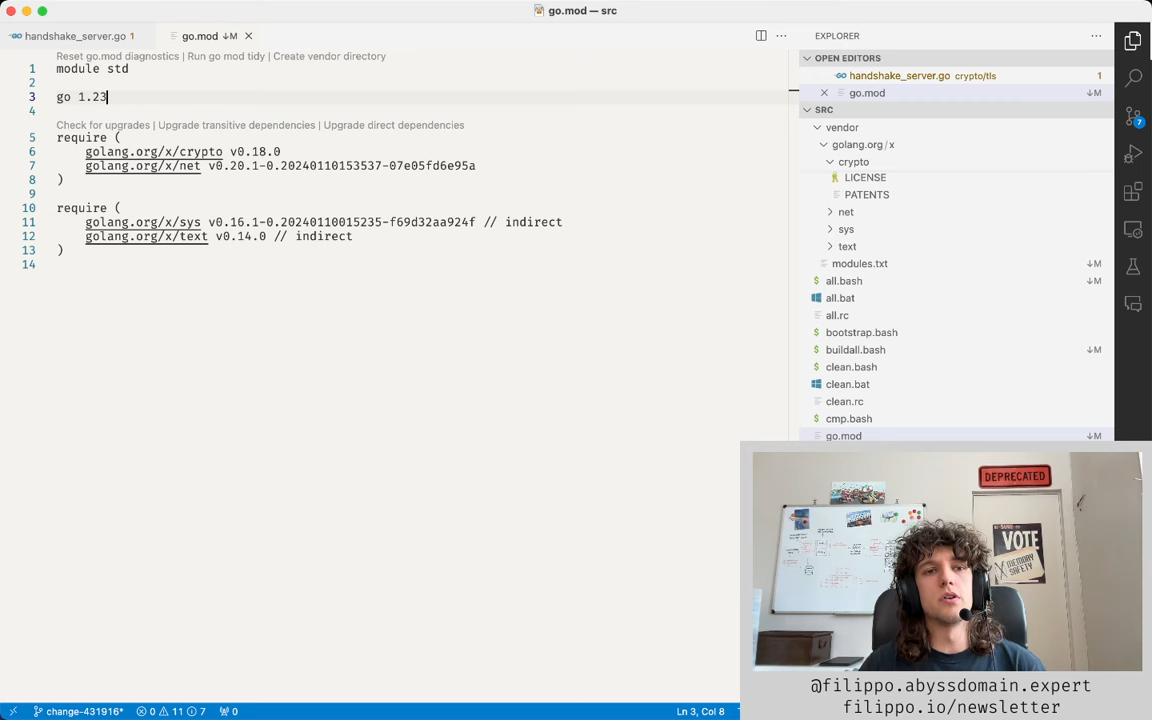 go.mod — src
handshake_server.go 1
go.mod ↓M
Reset go.mod diagnostics | Run go mod tidy | Create vendor directory
1 module std
2
3 go 1.23
4
Check for upgrades | Upgrade transitive dependencies | Upgrade direct dependencies
5 require (
6 golang.org/x/crypto v0.18.0
7 golang.org/x/net v0.20.1-0.20240110153537-07e05fd6e95a
8 )
9
10 require (
11 golang.org/x/sys v0.16.1-0.20240110015235-f69d32aa924f // indirect
12 golang.org/x/text v0.14.0 // indirect
13 )
14
EXPLORER
OPEN EDITORS
handshake_server.go crypto/tls 1
go.mod ↓M
SRC
vendor
golang.org/x
crypto
LICENSE
PATENTS
net
sys
text
modules.txt ↓M
all.bash ↓M
all.bat
all.rc
bootstrap.bash
buildall.bash ↓M
clean.bash
clean.bat
clean.rc
cmp.bash
go.mod ↓M
7
DEPRECATED
VOTE
MEMORY
SAFETY
@filippo.abyssdomain.expert
filippo.io/newsletter
change-431916* 0 11 7 0
Ln 3, Col 8